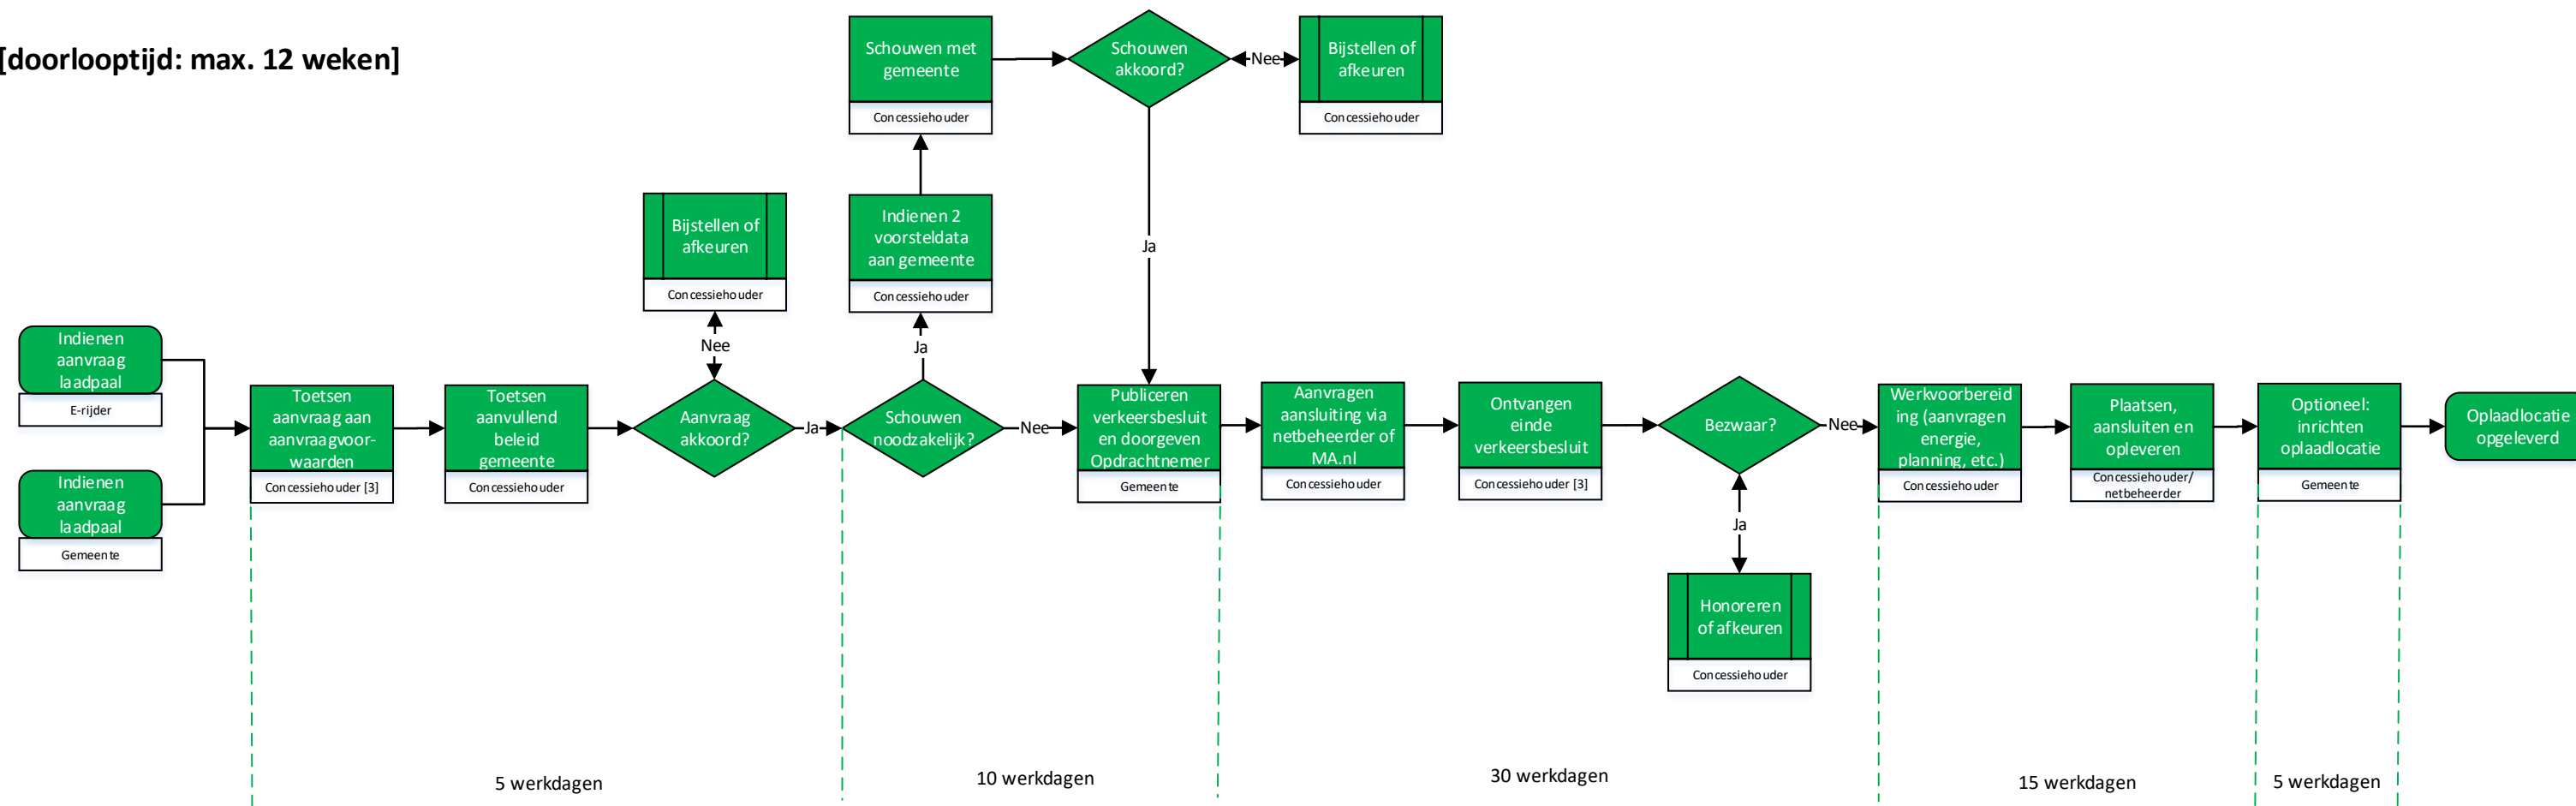 [doorlooptijd: max. 12 weken]
Schouwen met
gemeente
Concessiehouder
Schouwen
akkoord?
Nee
Bijstellen of
afkeuren
Concessiehouder
Bijstellen of
afkeuren
Concessiehouder
Nee
Indienen 2
voorsteldata
aan gemeente
Concessiehouder
Ja
Ja
Indienen
aanvraag
laadpaal
E-rijder
Indienen
aanvraag
laadpaal
Gemeente
Toetsen
aanvraag aan
aanvraagvoor-
waarden
Concessiehouder [3]
Toetsen
aanvullend
beleid
gemeente
Concessiehouder
Aanvraag
akkoord?
Ja
Schouwen
noodzakelijk?
Nee
Publiceren
verkeersbesluit
en doorgeven
Opdrachtnemer
Gemeente
Aanvragen
aansluiting via
netbeheerder of
MA.nl
Concessiehouder
Ontvangen
einde
verkeersbesluit
Concessiehouder [3]
Bezwaar?
Nee
Ja
Honoreren
of afkeuren
Concessiehouder
Werkvoorbereid
ing (aanvragen
energie,
planning, etc.)
Concessiehouder
Plaatsen,
aansluiten en
opleveren
Concessiehouder/
netbeheerder
Optioneel:
inrichten
oplaadlocatie
Gemeente
Oplaadlocatie
opgeleverd
5 werkdagen
10 werkdagen
30 werkdagen
15 werkdagen
5 werkdagen